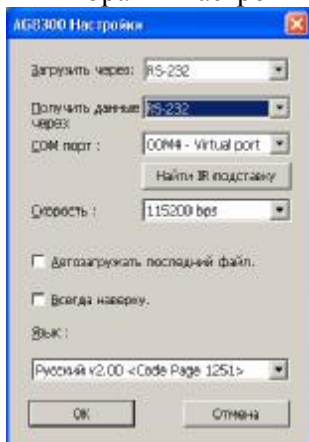 AG8300 Настройки
Загрузить через: RS-232
Получить данные RS-232
через:
COM порт : COM4 - Virtual port
Найти IR подставку
Скорость : 115200 bps
Автозагружать последний файл.
Всегда наверху.
Язык :
Русский v2.00 <Code Page 1251>
OK Отмена